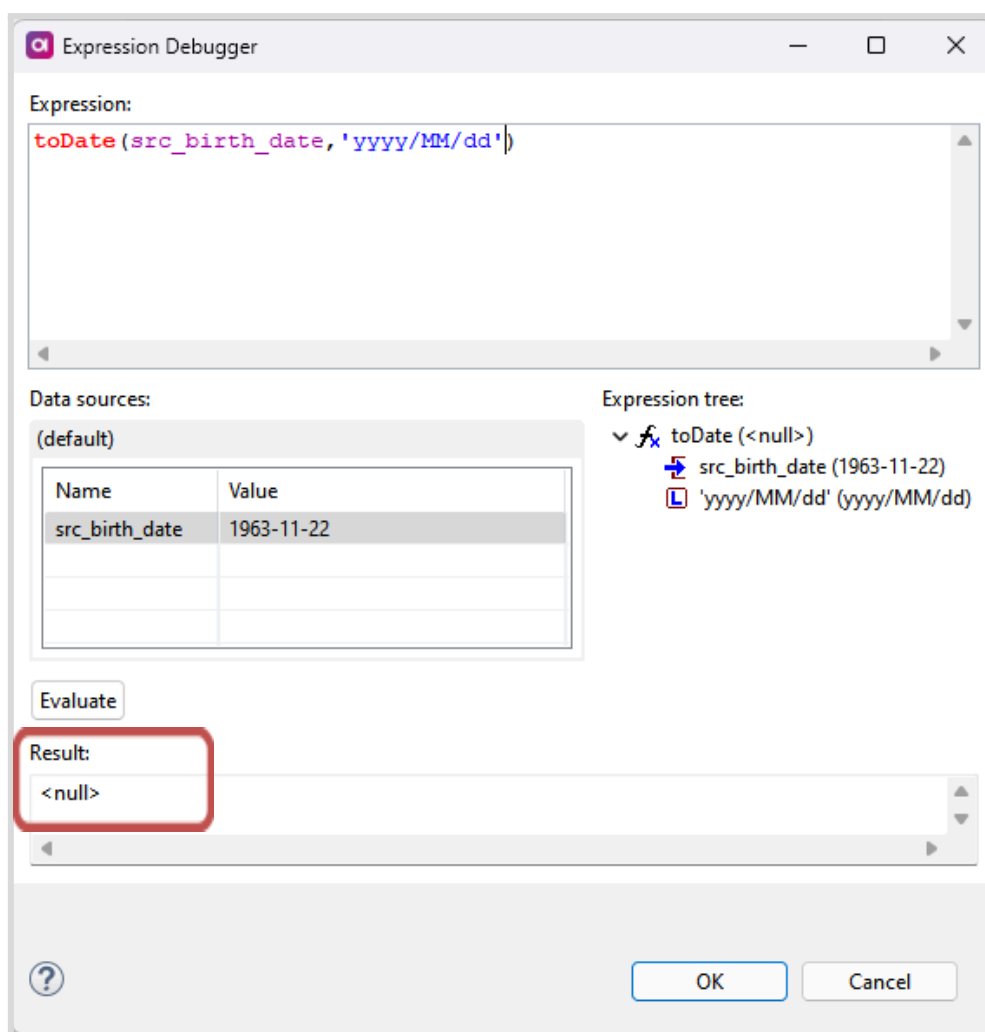 Expression Debugger
Expression:
toDate(src_birth_date,'yyyy/MM/dd')
Data sources:
Expression tree:
(default)
fx toDate (<null>)
src_birth_date (1963-11-22)
L 'yyyy/MM/dd' (yyyy/MM/dd)
Name Value
src_birth_date 1963-11-22
Evaluate
Result:
<null>
?
OK Cancel